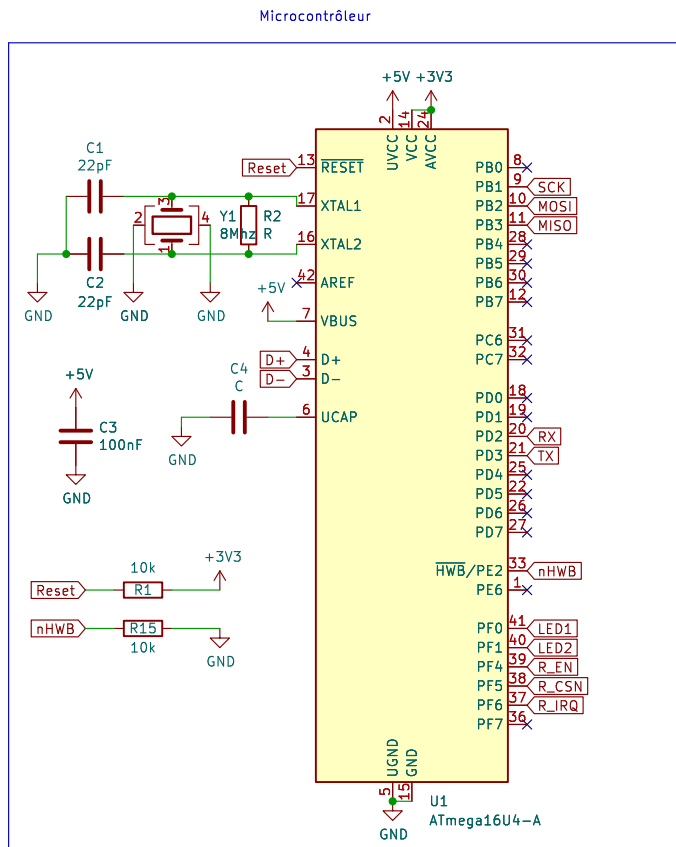 Microcontrôleur
+5V +3V3
2 14 24
UVCC VCC AVCC
C1
22pF
Reset 13 RESET
PB0 8
PB1 9 SCK
PB2 10 MOSI
PB3 11 MISO
PB4 28
PB5 29
PB6 30
PB7 12
17 XTAL1
3
2 4
1
Y1
8Mhz
R2
R
16 XTAL2
C2
22pF
GND GND GND
42 AREF
+5V
7 VBUS
PC6 31
PC7 32
D+ 4 D+
D- 3 D-
C4
C
6 UCAP
GND
+5V
C3
100nF
GND
PD0 18
PD1 19
PD2 20 RX
PD3 21 TX
PD4 25
PD5 22
PD6 26
PD7 27
HWB/PE2 33 nHWB
PE6 1
+3V3
10k
Reset R1
nHWB R15
10k
GND
PF0 41 LED1
PF1 40 LED2
PF4 39 R_EN
PF5 38 R_CSN
PF6 37 R_IRQ
PF7 36
UGND GND
5 15
GND
U1
ATmega16U4-A